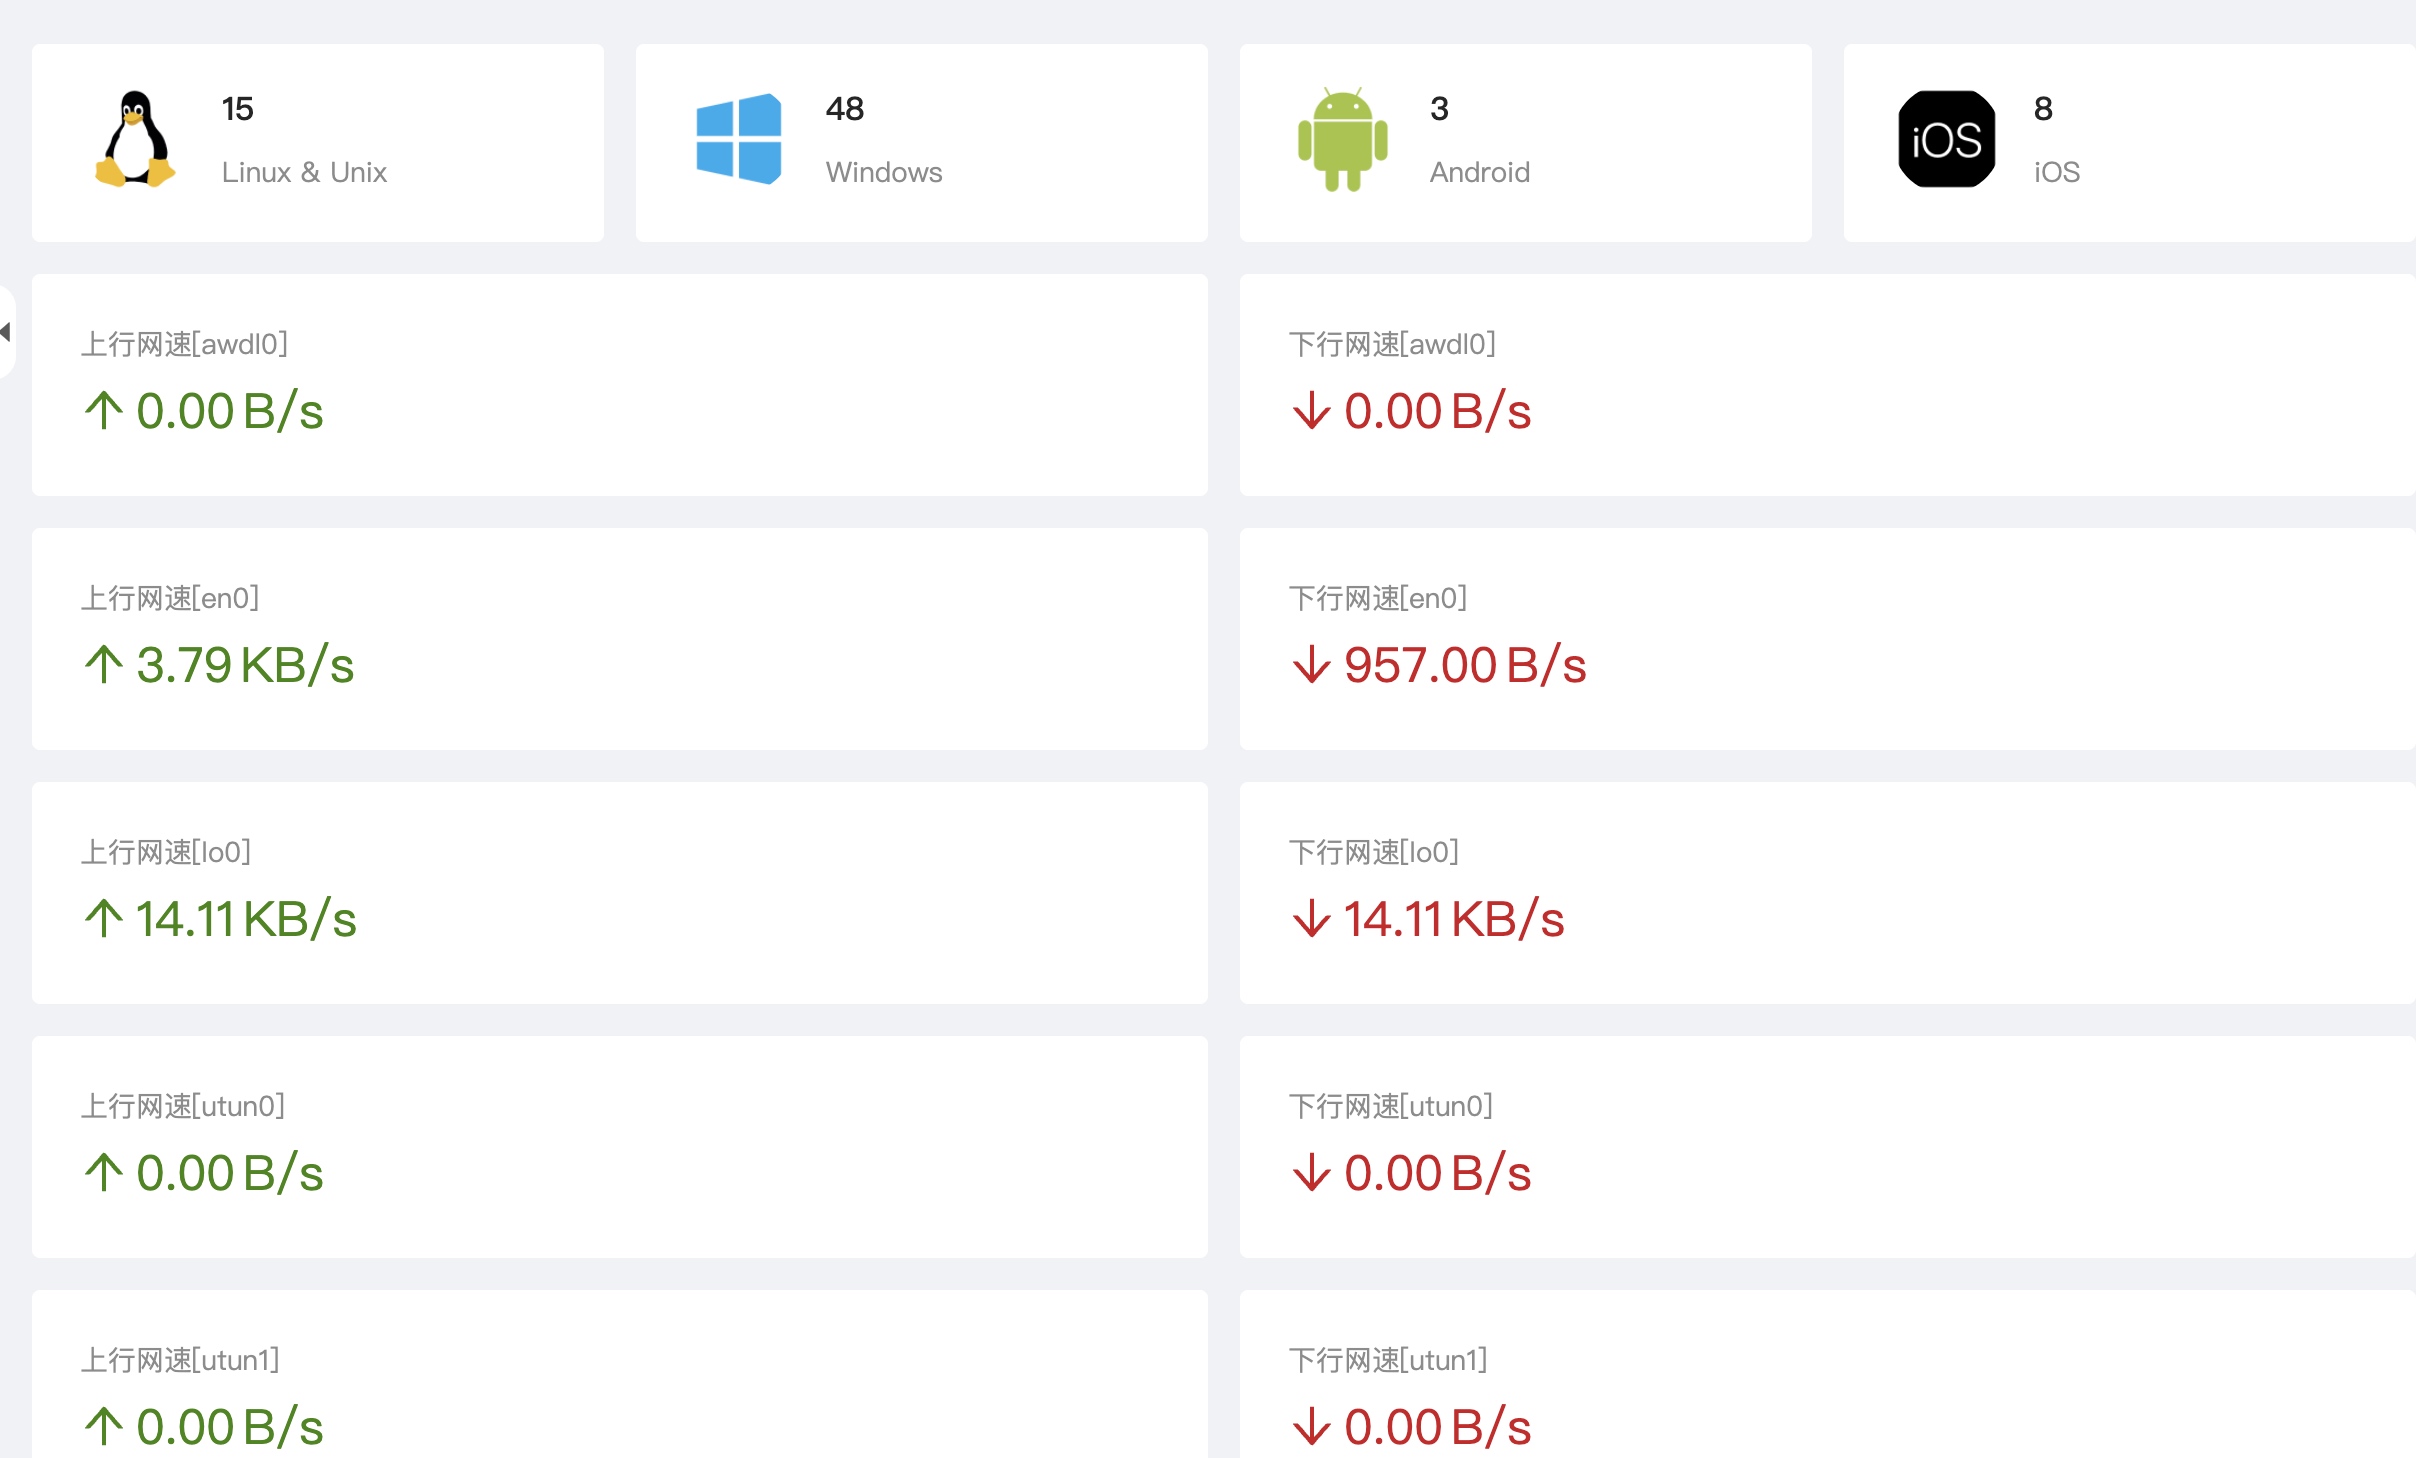 15
Linux & Unix
48
Windows
3
Android
iOS
8
iOS
上行网速[awdl0]
↑ 0.00 B/s
下行网速[awdl0]
↓ 0.00 B/s
上行网速[en0]
↑ 3.79 KB/s
下行网速[en0]
↓ 957.00 B/s
上行网速[lo0]
↑ 14.11 KB/s
下行网速[lo0]
↓ 14.11 KB/s
上行网速[utun0]
↑ 0.00 B/s
下行网速[utun0]
↓ 0.00 B/s
上行网速[utun1]
↑ 0.00 B/s
下行网速[utun1]
↓ 0.00 B/s